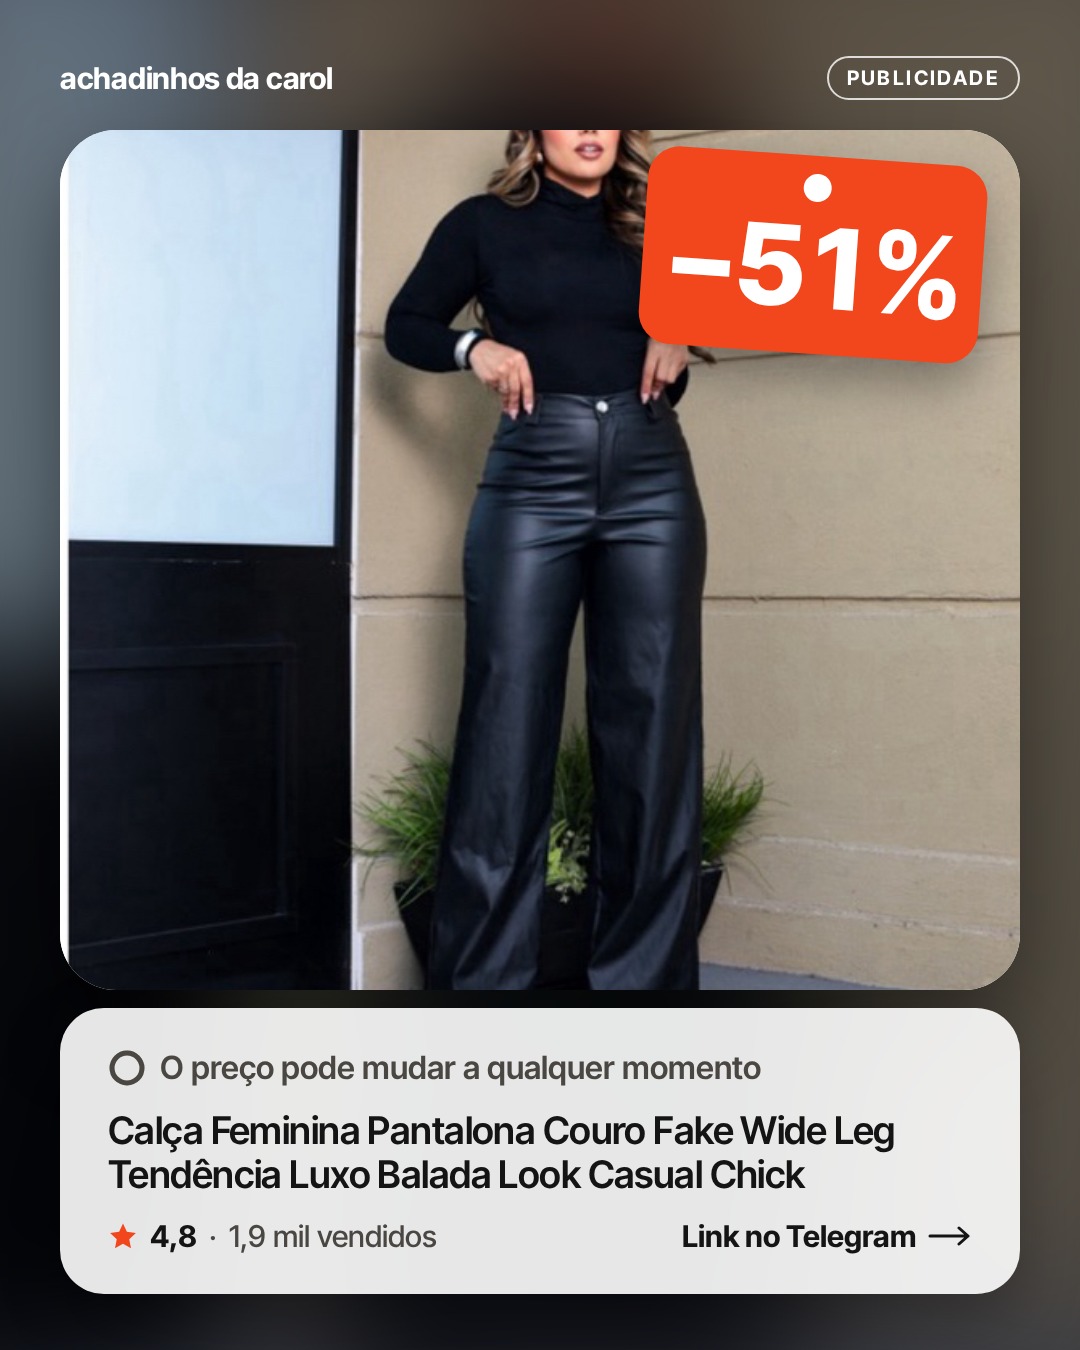 achadinhos da carol
PUBLICIDADE
–51%
O preço pode mudar a qualquer momento
Calça Feminina Pantalona Couro Fake Wide Leg
Tendência Luxo Balada Look Casual Chick
4,8 · 1,9 mil vendidos
Link no Telegram →